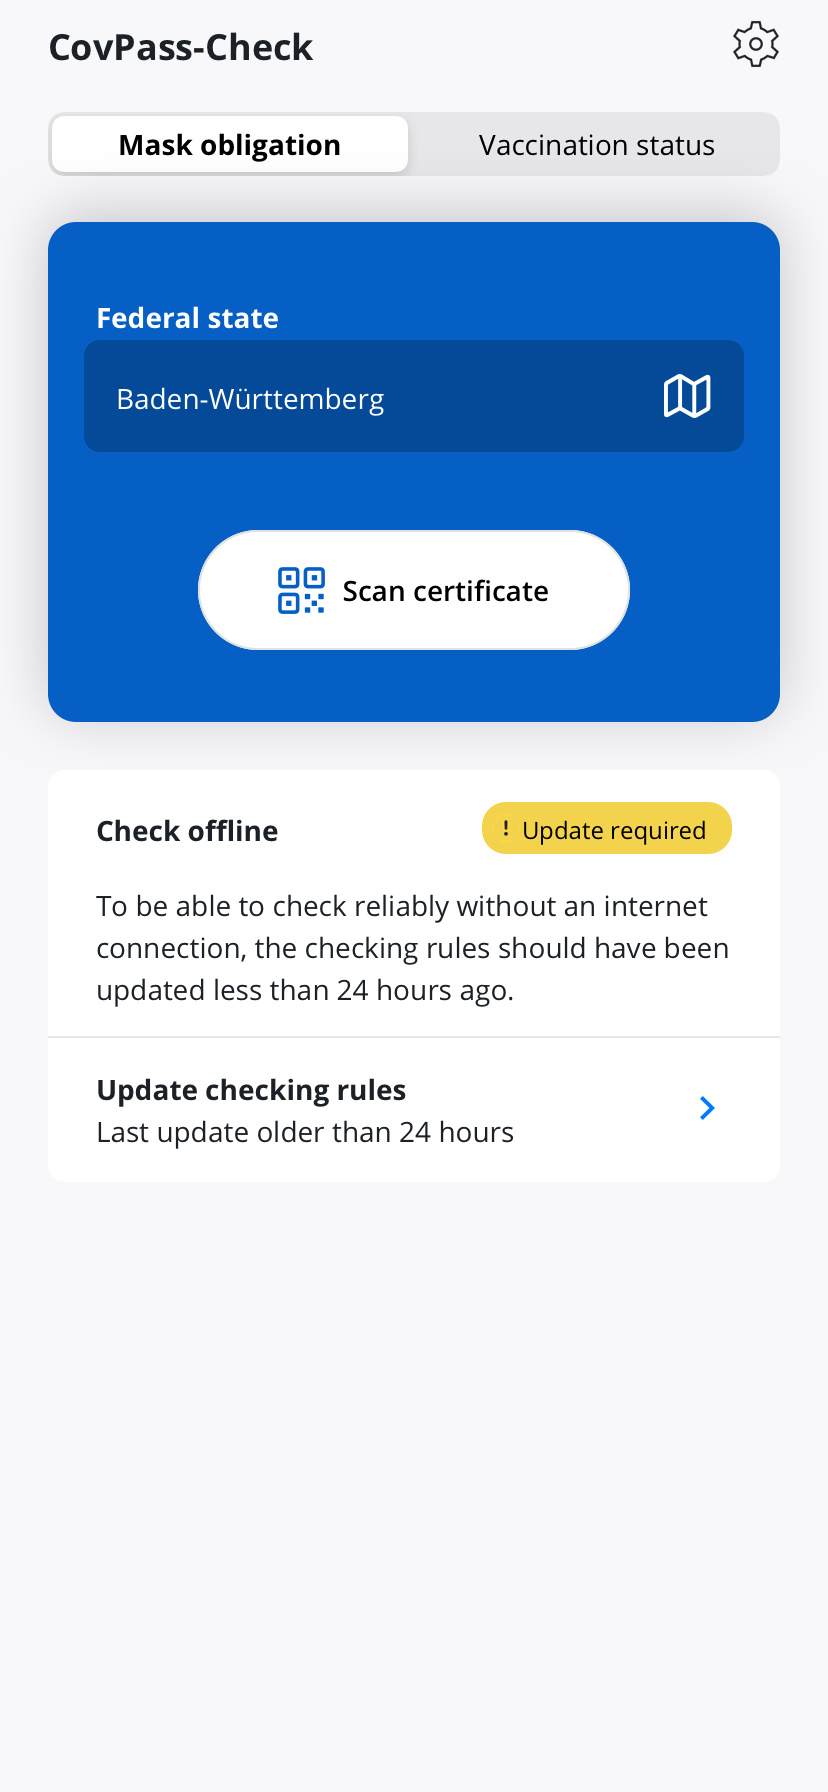 CovPass-Check
Mask obligation
Vaccination status
Federal state
Baden-Württemberg
Scan certificate
Check offline
! Update required
To be able to check reliably without an internet
connection, the checking rules should have been
updated less than 24 hours ago.
Update checking rules
Last update older than 24 hours